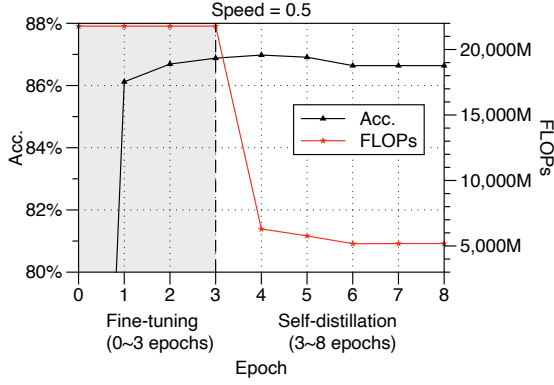 Speed = 0.5
88%
86%
84%
82%
80%
Acc.
20,000M
15,000M
10,000M
5,000M
FLOPs
Acc.
FLOPs
0 1 2 3 4 5 6 7 8
Fine-tuning Self-distillation
(0~3 epochs) (3~8 epochs)
Epoch